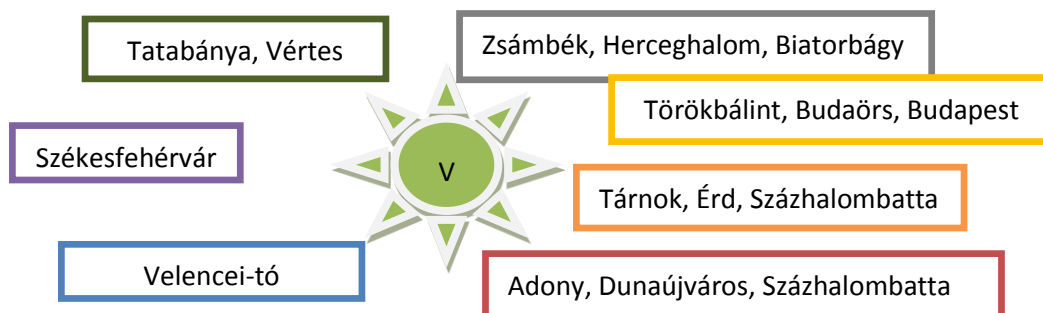 Tatabánya, Vértes
Zsámbék, Herceghalom, Biatorbágy
Törökbálint, Budaörs, Budapest
Székesfehérvár
V
Tárnok, Érd, Százhalombatta
Velencei-tó
Adony, Dunaújváros, Százhalombatta